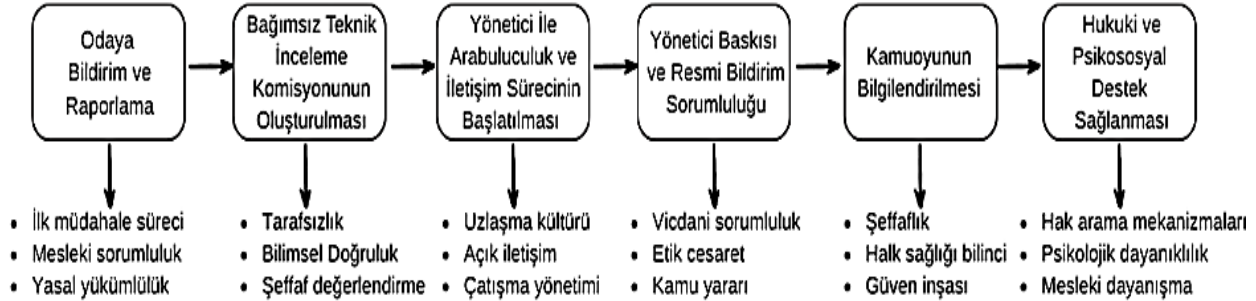 Odaya
Bildirim ve
Raporlama
Bağımsız Teknik
İnceleme
Komisyonunun
Oluşturulması
Yönetici İle
Arabuluculuk ve
İletişim Sürecinin
Başlatılması
Yönetici Baskısı
ve Resmi Bildirim
Sorumluluğu
Kamuoyunun
Bilgilendirilmesi
Hukuki ve
Psikososyal
Destek
Sağlanması
• İlk müdahale süreci
• Mesleki sorumluluk
• Yasal yükümlülük
• Tarafsızlık
• Bilimsel Doğruluk
• Şeffaf değerlendirme
• Uzlaşma kültürü
• Açık iletişim
• Çatışma yönetimi
• Vicdani sorumluluk
• Etik cesaret
• Kamu yararı
• Şeffaflık
• Halk sağlığı bilinci
• Güven inşası
• Hak arama mekanizmaları
• Psikolojik dayanıklılık
• Mesleki dayanışma